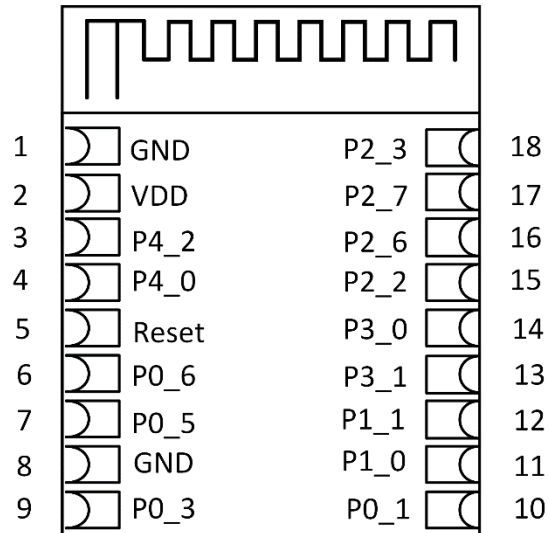 1 GND P2_3 18
2 VDD P2_7 17
3 P4_2 P2_6 16
4 P4_0 P2_2 15
5 Reset P3_0 14
6 P0_6 P3_1 13
7 P0_5 P1_1 12
8 GND P1_0 11
9 P0_3 P0_1 10